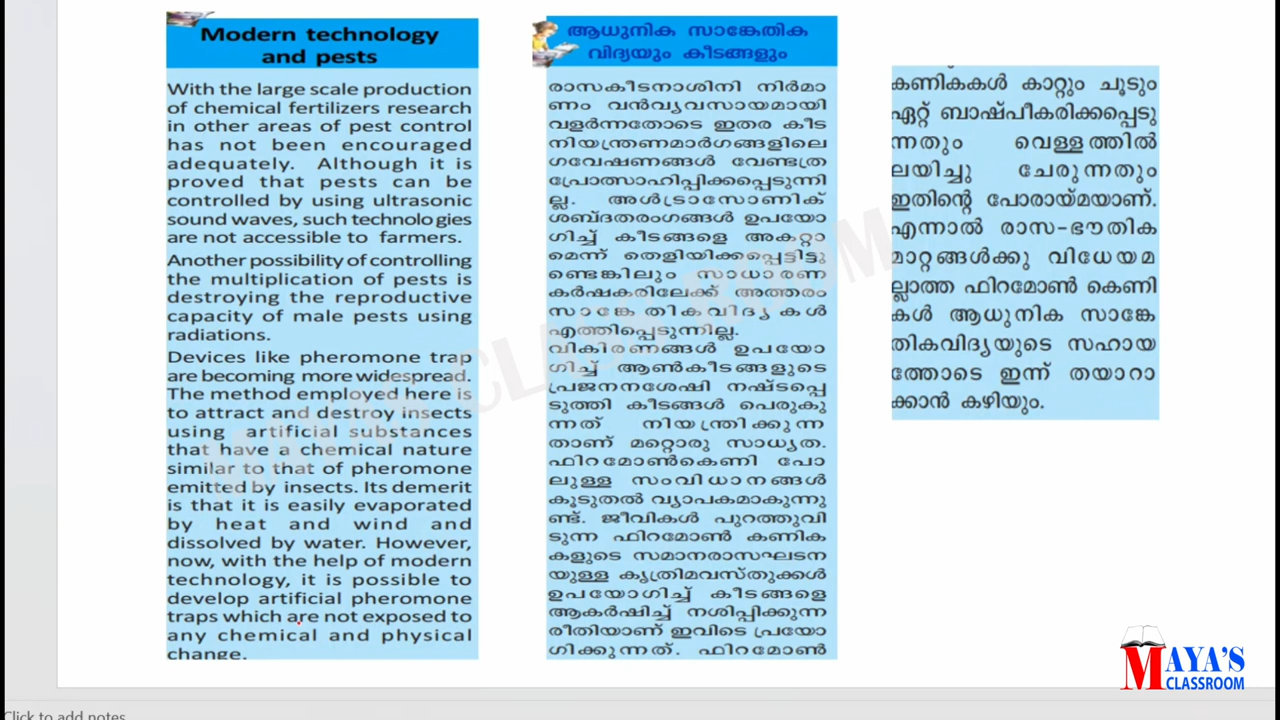 Modern technology
and pests
With the large scale production
of chemical fertilizers research
in other areas of pest control
has not been encouraged
adequately. Although it is
proved that pests can be
controlled by using ultrasonic
sound waves, such technolo gies
are not accessible to farmers.
Another possibility of controlling
the multiplication of pests is
destroying the reproductive
capacity of male pests using
radiations.
Devices like pheromone trap
are becoming more widespread.
The method employed here is
to attract and destroy insects
using artificial substances
that have a chemical nature
similar to that of pheromone
emitted by insects. Its demerit
is that it is easily evaporated
by heat and wind and
dissolved by water. However,
now, with the help of modern
technology, it is possible to
develop artificial pheromone
traps which are not exposed to
any chemical and physical
change.
ആധുനിക സാങ്കേതിക
വിദ്യയും കീടങ്ങളും
രാസകീടനാശിനി നിർമാ
ണം വൻവ്യവസായമായി
വളർന്നതോടെ ഇതര കീട
നിയന്ത്രണമാർഗങ്ങളിലെ
ഗവേഷണങ്ങൾ വേണ്ടത്ര
പ്രോത്സാഹിപ്പിക്കപ്പെടുന്നി
ല്ല. അൾട്രാസോണിക്
ശബ്ദതരംഗങ്ങൾ ഉപയോ
ഗിച്ച് കീടങ്ങളെ അകറ്റാ
മെന്ന് തെളിയിക്കപ്പെട്ടിട്ടു
ണ്ടെങ്കിലും സാധാരണ
കർഷകരിലേക്ക് അത്തരം
സാങ്കേ തികവിദ്യ കൾ
എത്തിപ്പെടുന്നില്ല.
വികിരണങ്ങൾ ഉപയോ
ഗിച്ച് ആൺകീടങ്ങളുടെ
പ്രജനനശേഷി നഷ്ടപ്പെ
ടുത്തി കീടങ്ങൾ പെരുകു
ന്നത് നിയന്ത്രിക്കുന്ന
താണ് മറ്റൊരു സാധ്യത.
ഫിറമോൺകെണി പോ
ലുള്ള സംവിധാനങ്ങൾ
കൂടുതൽ വ്യാപകമാകുന്നു
ണ്ട്. ജീവികൾ പുറത്തുവി
ടുന്ന ഫിറമോൺ കണിക
കളുടെ സമാനരാസഘടന
യുള്ള കൃത്രിമവസ്തുക്കൾ
ഉപയോഗിച്ച് കീടങ്ങളെ
ആകർഷിച്ച് നശിപ്പിക്കുന്ന
രീതിയാണ് ഇവിടെ പ്രയോ
ഗിക്കുന്നത്. ഫിറമോൺ
കണികകൾ കാറ്റും ചൂടും
ഏറ്റ് ബാഷ്പീകരിക്കപ്പെടു
ന്നതും വെള്ളത്തിൽ
ലയിച്ചു ചേരുന്നതും
ഇതിന്റെ പോരായ്മയാണ്.
എന്നാൽ രാസ-ഭൗതിക
മാറ്റങ്ങൾക്കു വിധേയമ
ല്ലാത്ത ഫിറമോൺ കെണി
കൾ ആധുനിക സാങ്കേ
തികവിദ്യയുടെ സഹായ
ത്തോടെ ഇന്ന് തയാറാ
ക്കാൻ കഴിയും.
MAYA'S
CLASSROOM
Click to add notes